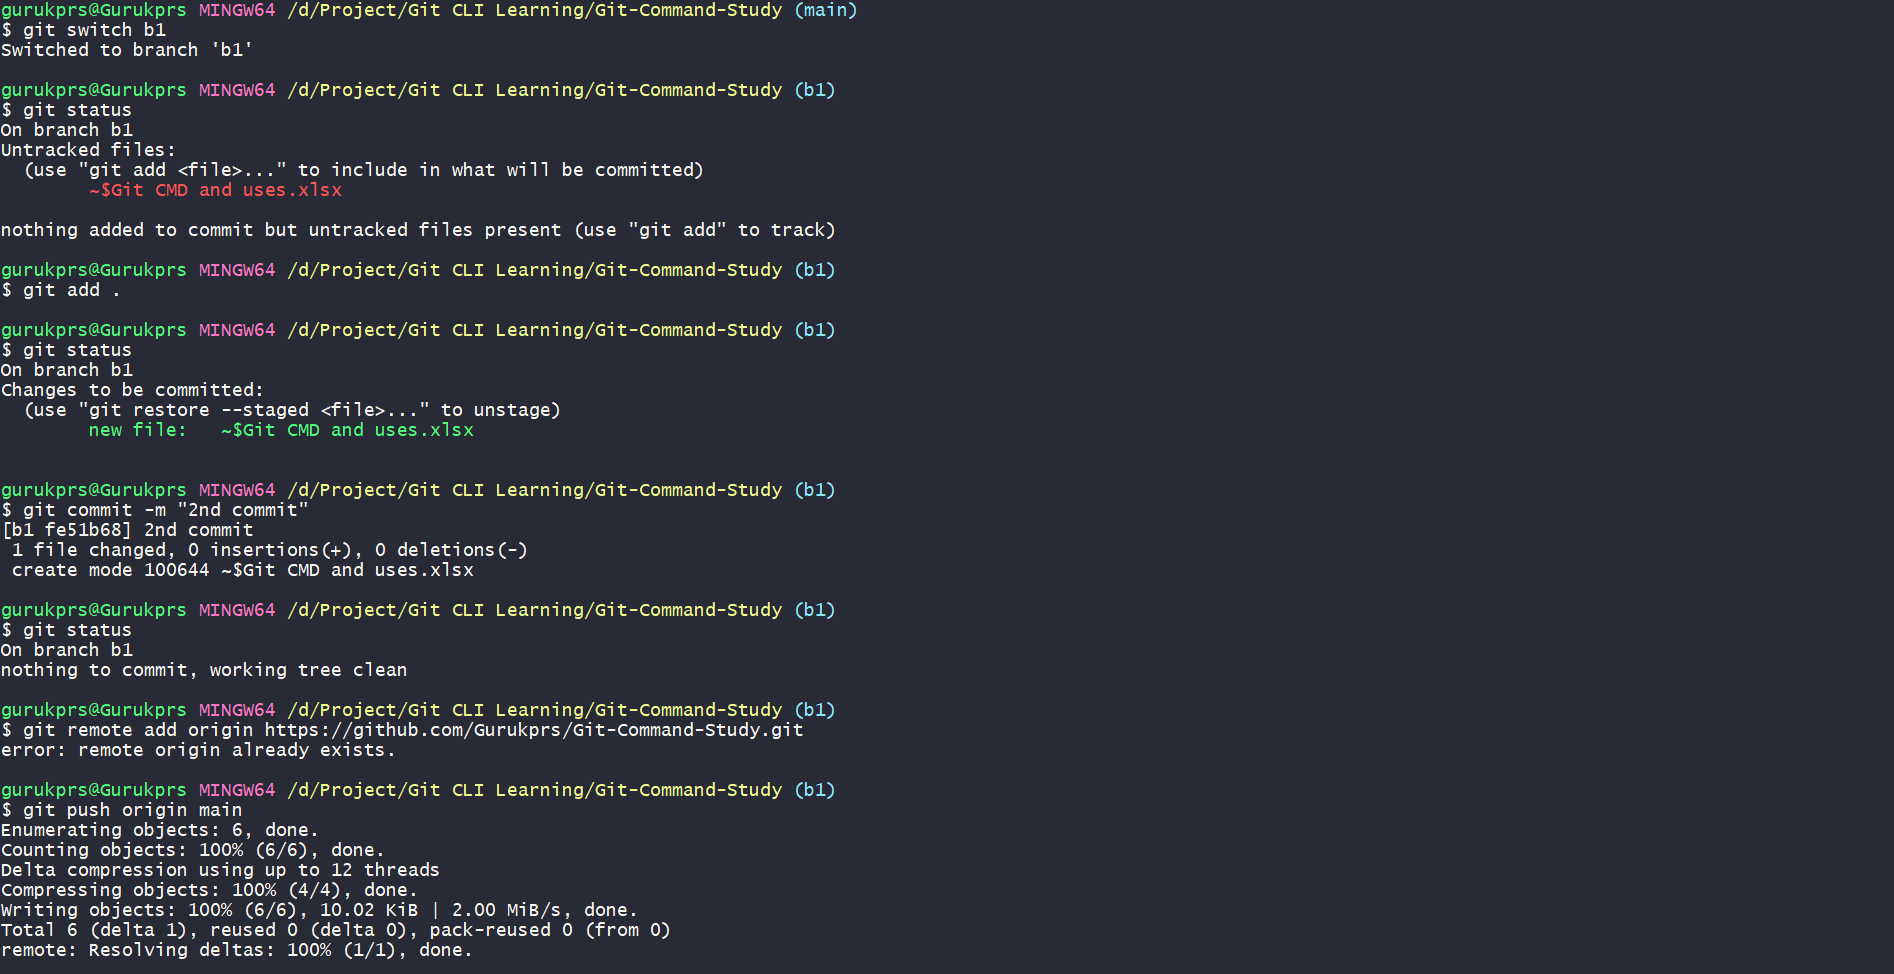 gurukprs@Gurukprs MINGW64 /d/Project/Git CLI Learning/Git-Command-Study (main)
$ git switch b1
Switched to branch 'b1'
gurukprs@Gurukprs MINGW64 /d/Project/Git CLI Learning/Git-Command-Study (b1)
$ git status
On branch b1
Untracked files:
  (use "git add <file>..." to include in what will be committed)
        ~$Git CMD and uses.xlsx
nothing added to commit but untracked files present (use "git add" to track)
gurukprs@Gurukprs MINGW64 /d/Project/Git CLI Learning/Git-Command-Study (b1)
$ git add .
gurukprs@Gurukprs MINGW64 /d/Project/Git CLI Learning/Git-Command-Study (b1)
$ git status
On branch b1
Changes to be committed:
  (use "git restore --staged <file>..." to unstage)
        new file:   ~$Git CMD and uses.xlsx
gurukprs@Gurukprs MINGW64 /d/Project/Git CLI Learning/Git-Command-Study (b1)
$ git commit -m "2nd commit"
[b1 fe51b68] 2nd commit
 1 file changed, 0 insertions(+), 0 deletions(-)
 create mode 100644 ~$Git CMD and uses.xlsx
gurukprs@Gurukprs MINGW64 /d/Project/Git CLI Learning/Git-Command-Study (b1)
$ git status
On branch b1
nothing to commit, working tree clean
gurukprs@Gurukprs MINGW64 /d/Project/Git CLI Learning/Git-Command-Study (b1)
$ git remote add origin https://github.com/Gurukprs/Git-Command-Study.git
error: remote origin already exists.
gurukprs@Gurukprs MINGW64 /d/Project/Git CLI Learning/Git-Command-Study (b1)
$ git push origin main
Enumerating objects: 6, done.
Counting objects: 100% (6/6), done.
Delta compression using up to 12 threads
Compressing objects: 100% (4/4), done.
Writing objects: 100% (6/6), 10.02 KiB | 2.00 MiB/s, done.
Total 6 (delta 1), reused 0 (delta 0), pack-reused 0 (from 0)
remote: Resolving deltas: 100% (1/1), done.